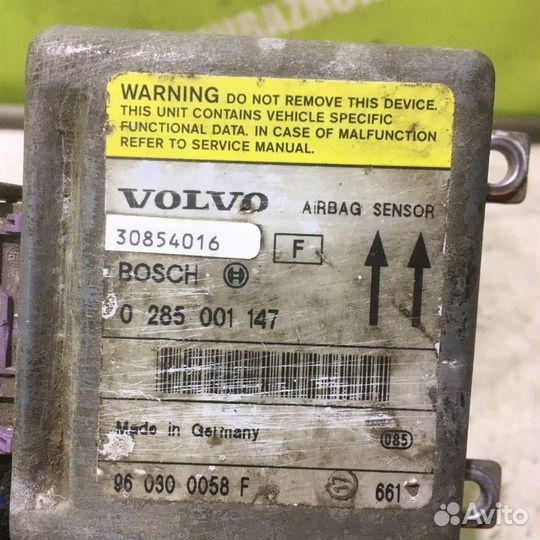 WARNING DO NOT REMOVE THIS DEVICE.
THIS UNIT CONTAINS VEHICLE SPECIFIC
FUNCTIONAL DATA. IN CASE OF MALFUNCTION
REFER TO SERVICE MANUAL.
VOLVO AiRBAG SENSOR
30854016 F
BOSCH
0 285 001 147
Made in Germany 085
96 030 0058 F 661
Avito